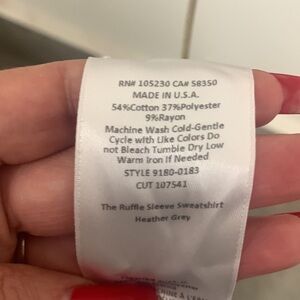 RN# 105230 CA# 58350
MADE IN U.S.A.
54%Cotton 37%Polyester
9%Rayon
Machine Wash Cold-Gentle
Cycle with Like Colors Do
not Bleach Tumble Dry Low
Warm Iron If Needed
STYLE 9180-0183
CUT 107541
The Ruffle Sleeve Sweatshirt
Heather Grey